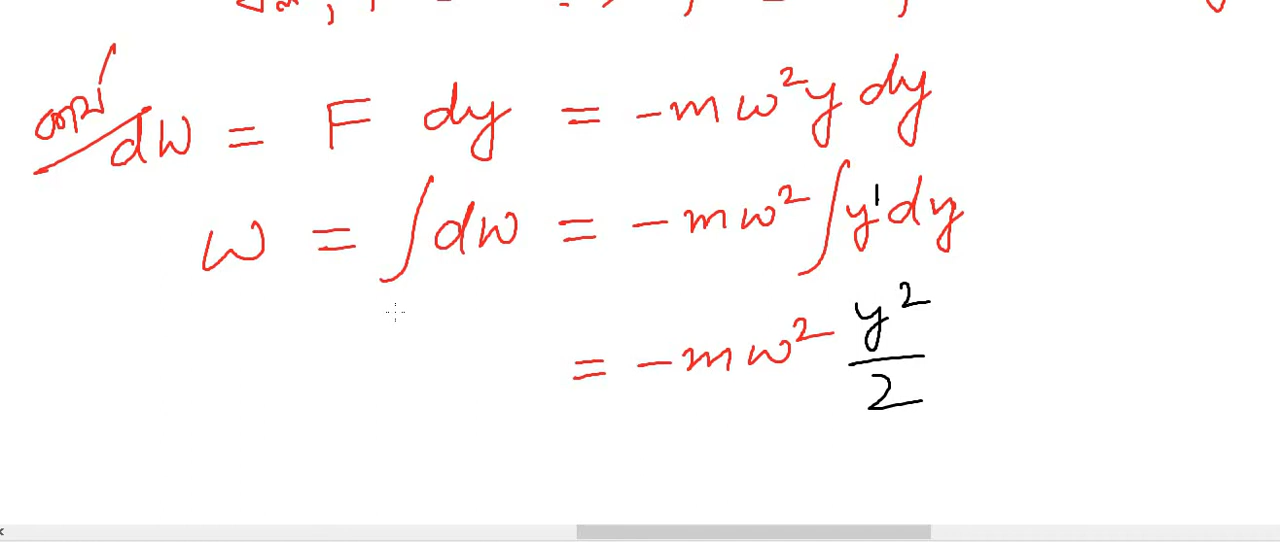 dw = F dy = -mω²y dy
w = ∫dw = -mω² ∫y¹dy
= -mω² y²/2